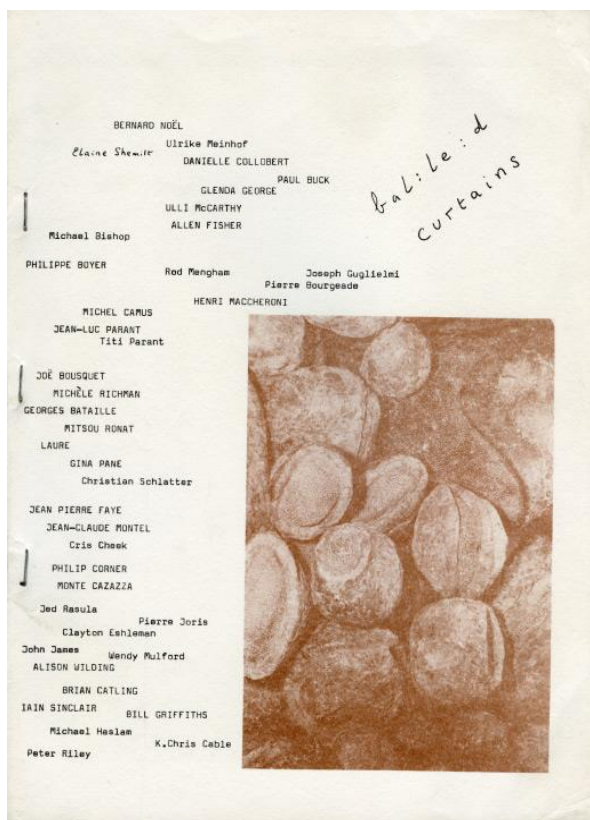 BERNARD NOËL
Ulrike Meinhof
Elaine Shemilt
DANIELLE COLLOBERT
PAUL BUCK
GLENDA GEORGE
ULLI McCARTHY
ALLEN FISHER
Michael Bishop
bal:le:d
curtains
PHILIPPE BOYER
Rod Mengham
Joseph Guglielmi
Pierre Bourgeade
HENRI MACCHERONI
MICHEL CAMUS
JEAN-LUC PARANT
Titi Parant
JOË BOUSQUET
MICHÈLE RICHMAN
GEORGES BATAILLE
MITSOU RONAT
LAURE
GINA PANE
Christian Schlatter
JEAN PIERRE FAYE
JEAN-CLAUDE MONTEL
Cris Cheek
PHILIP CORNER
MONTE CAZAZZA
Jed Rasula
Pierre Joris
Clayton Eshleman
John James
Wendy Mulford
ALISON WILDING
BRIAN CATLING
IAIN SINCLAIR
BILL GRIFFITHS
Michael Haslam
K.Chris Cable
Peter Riley